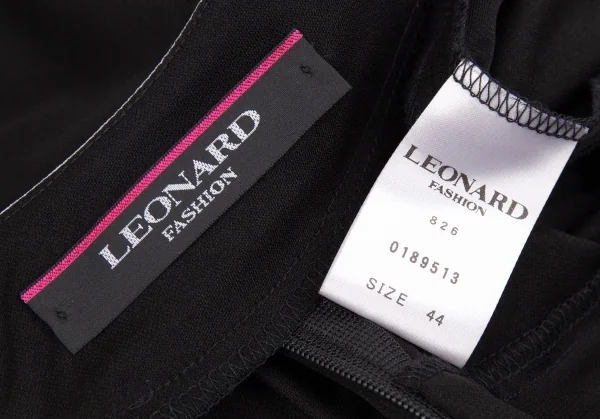 LEONARD
FASHION
LEONARD
FASHION
826
0189513
SIZE 44